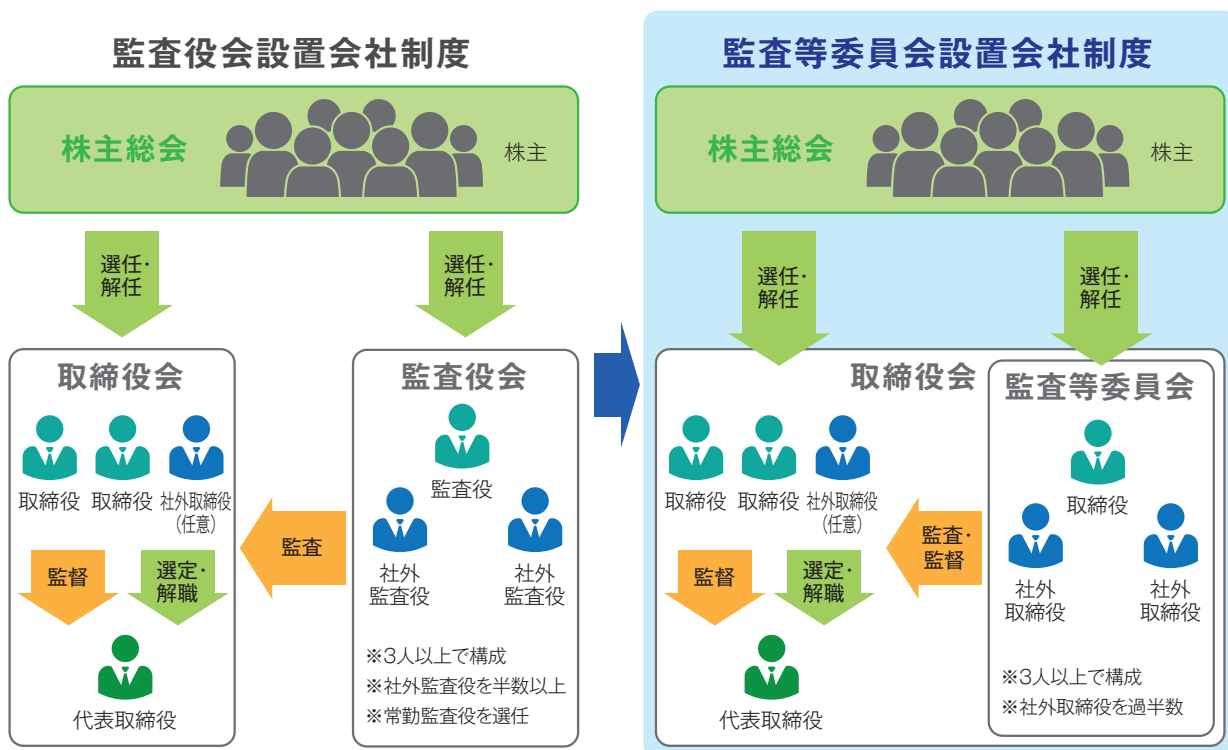 監査役会設置会社制度
株主総会
株主
選任・
解任
選任・
解任
取締役会
取締役
取締役
社外取締役
（任意）
監督
選定・
解職
代表取締役
監査
監査役会
監査役
社外
監査役
社外
監査役
※3人以上で構成
※社外監査役を半数以上
※常勤監査役を選任
監査等委員会設置会社制度
株主総会
株主
選任・
解任
選任・
解任
取締役会
取締役
取締役
社外取締役
（任意）
監督
選定・
解職
代表取締役
監査・
監督
監査等委員会
取締役
社外
取締役
社外
取締役
※3人以上で構成
※社外取締役を過半数